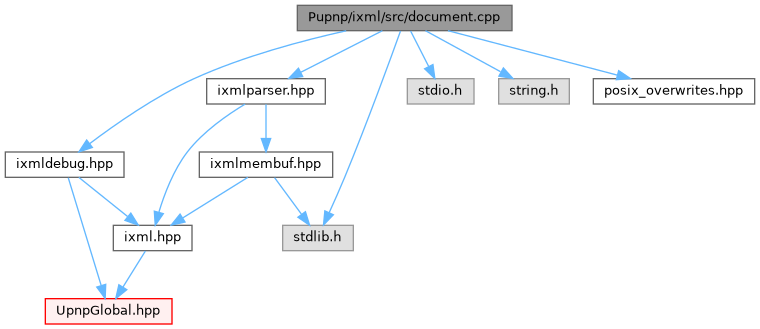 Pupnp/ixml/src/document.cpp
ixmlparser.hpp
stdio.h
string.h
posix_overwrites.hpp
ixmldebug.hpp
ixmlmembuf.hpp
ixml.hpp
stdlib.h
UpnpGlobal.hpp